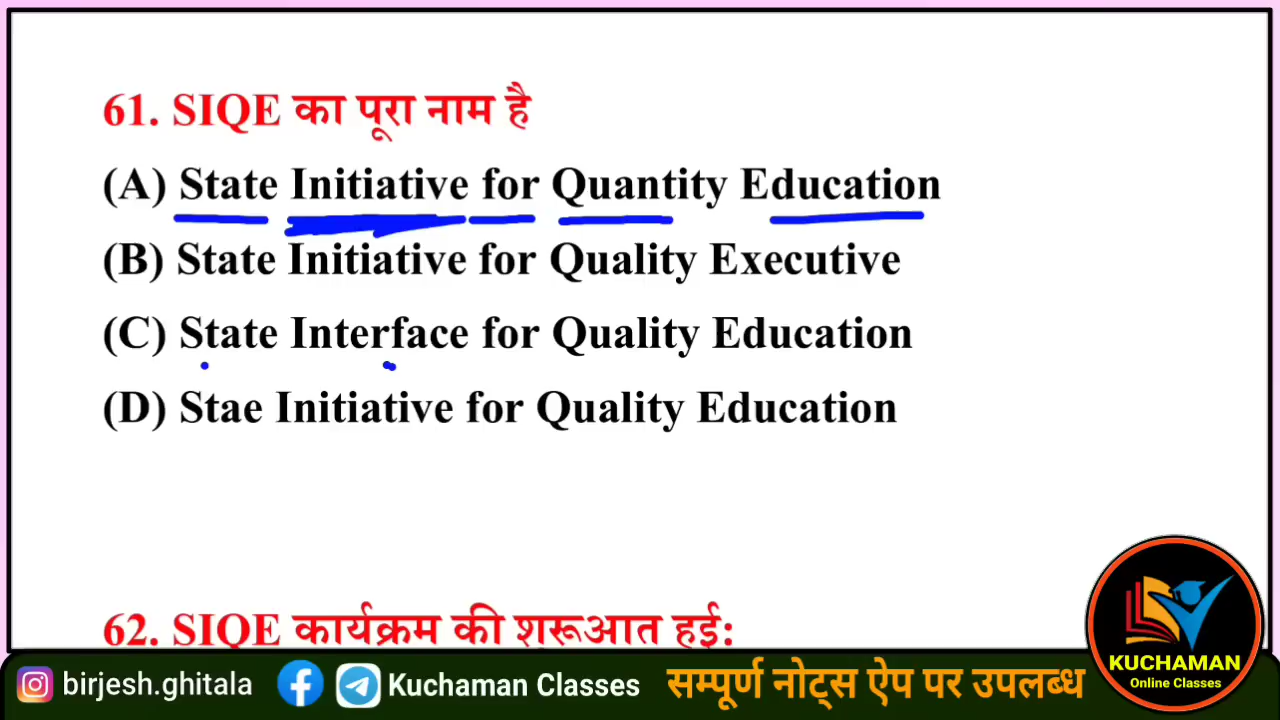 61. SIQE का पूरा नाम है
(A) State Initiative for Quantity Education
(B) State Initiative for Quality Executive
(C) State Interface for Quality Education
(D) Stae Initiative for Quality Education
62. SIQE कार्यक्रम की शुरूआत हुई:
birjesh.ghitala Kuchaman Classes सम्पूर्ण नोट्स ऐप पर उपलब्ध
KUCHAMAN
Online Classes